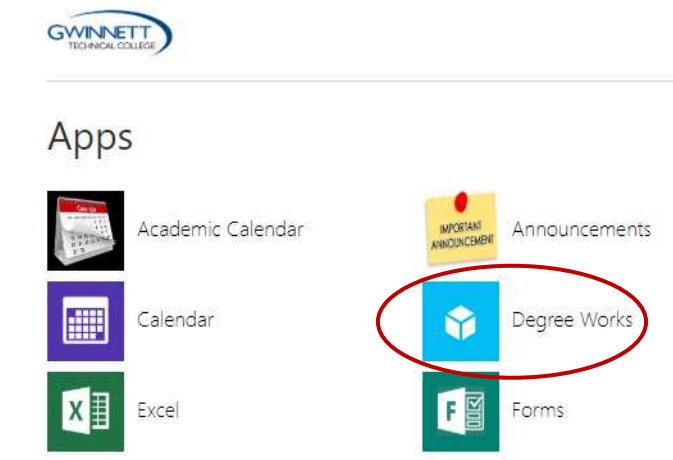 GWINNETT
TECHNICAL COLLEGE
Apps
Academic Calendar
IMPORTANT
ANNOUNCEMENT
Announcements
Calendar
Degree Works
X
Excel
F
Forms